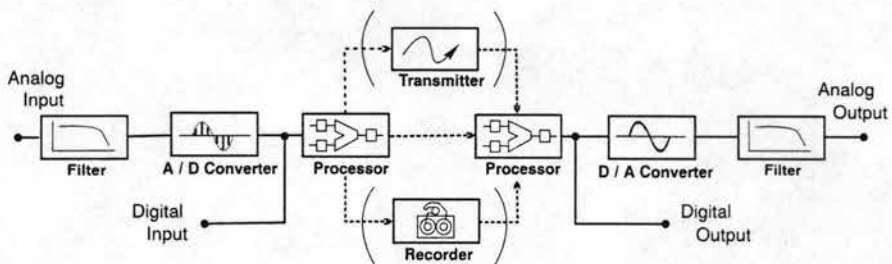 Transmitter
Analog
Input
Analog
Output
Filter
A / D Converter
Processor
Processor
D / A Converter
Filter
Digital
Input
Digital
Output
Recorder